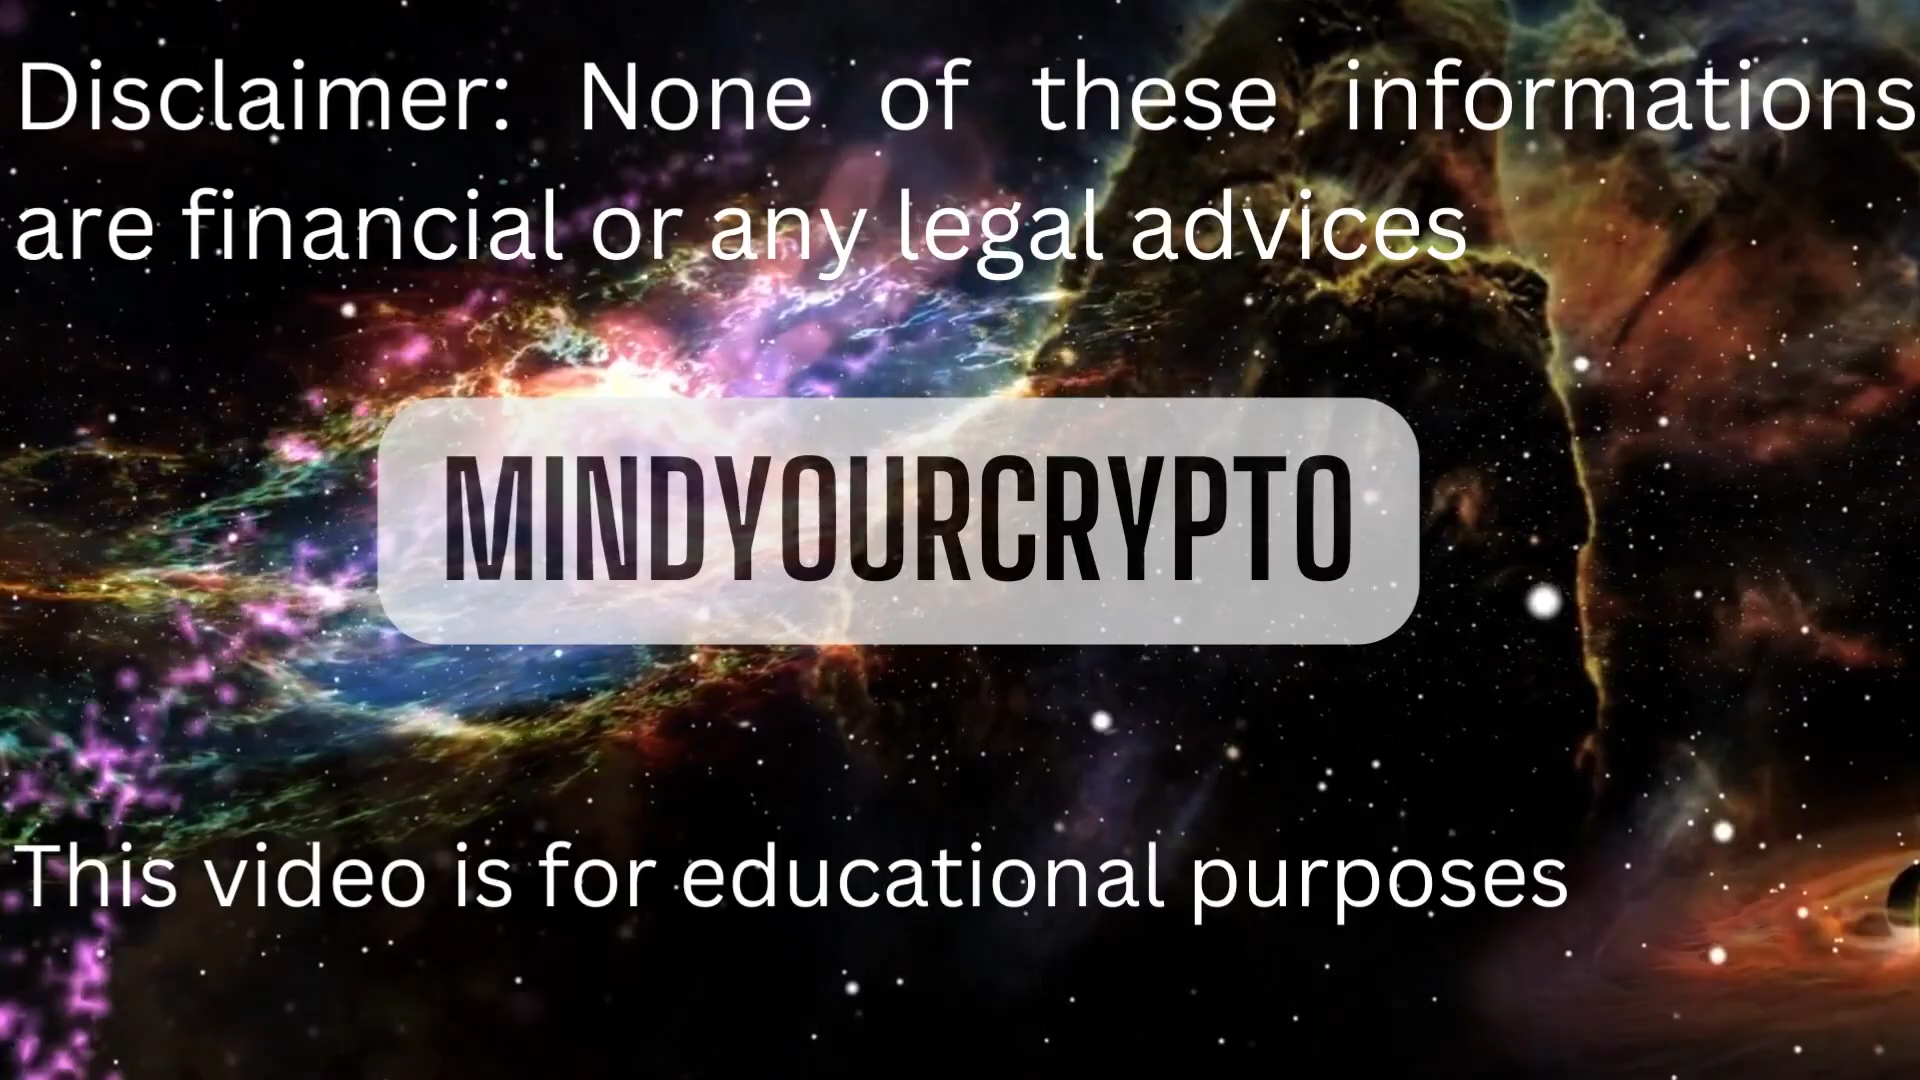 Disclaimer: None of these informations
are financial or any legal advices
MINDYOURCRYPTO
This video is for educational purposes